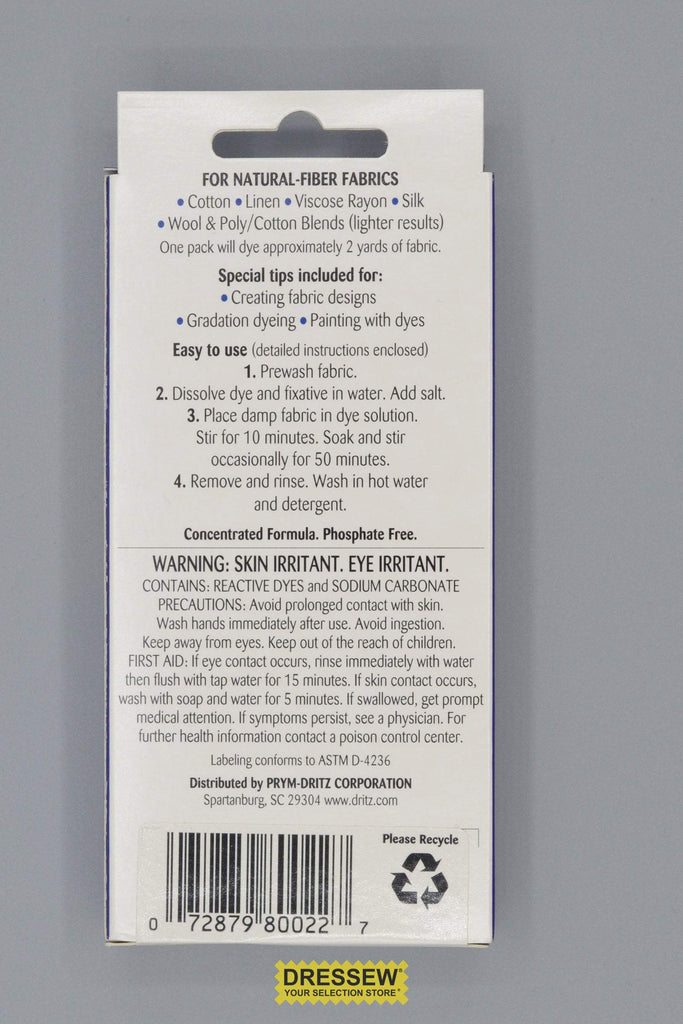 FOR NATURAL-FIBER FABRICS
• Cotton • Linen • Viscose Rayon • Silk
• Wool & Poly/Cotton Blends (lighter results)
One pack will dye approximately 2 yards of fabric.
Special tips included for:
• Creating fabric designs
• Gradation dyeing • Painting with dyes
Easy to use (detailed instructions enclosed)
1. Prewash fabric.
2. Dissolve dye and fixative in water. Add salt.
3. Place damp fabric in dye solution.
Stir for 10 minutes. Soak and stir
occasionally for 50 minutes.
4. Remove and rinse. Wash in hot water
and detergent.
Concentrated Formula. Phosphate Free.
WARNING: SKIN IRRITANT. EYE IRRITANT.
CONTAINS: REACTIVE DYES and SODIUM CARBONATE
PRECAUTIONS: Avoid prolonged contact with skin.
Wash hands immediately after use. Avoid ingestion.
Keep away from eyes. Keep out of the reach of children.
FIRST AID: If eye contact occurs, rinse immediately with water
then flush with tap water for 15 minutes. If skin contact occurs,
wash with soap and water for 5 minutes. If swallowed, get prompt
medical attention. If symptoms persist, see a physician. For
further health information contact a poison control center.
Labeling conforms to ASTM D-4236
Distributed by PRYM-DRITZ CORPORATION
Spartanburg, SC 29304 www.dritz.com
Please Recycle
0 72879 80022 7
DRESSEW®
YOUR SELECTION STORE®